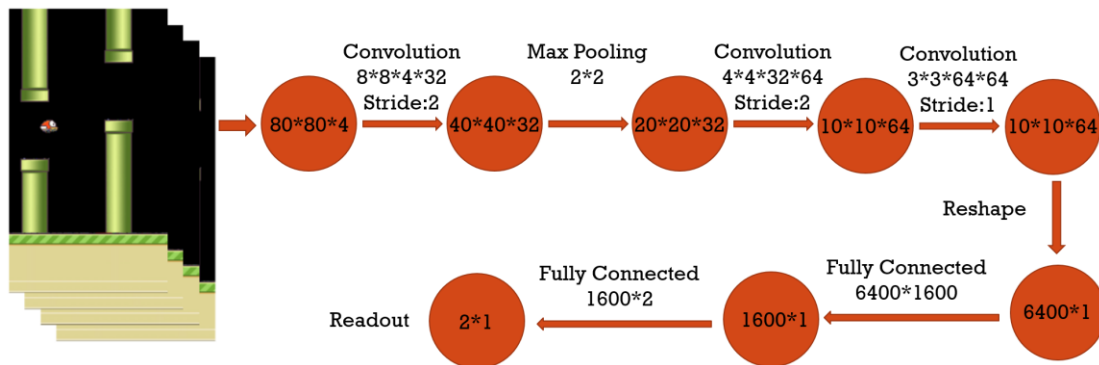 Convolution
8*8*4*32
Stride:2
Max Pooling
2*2
Convolution
4*4*32*64
Stride:2
Convolution
3*3*64*64
Stride:1
80*80*4
40*40*32
20*20*32
10*10*64
10*10*64
Reshape
Fully Connected
6400*1600
Fully Connected
1600*2
6400*1
1600*1
2*1
Readout